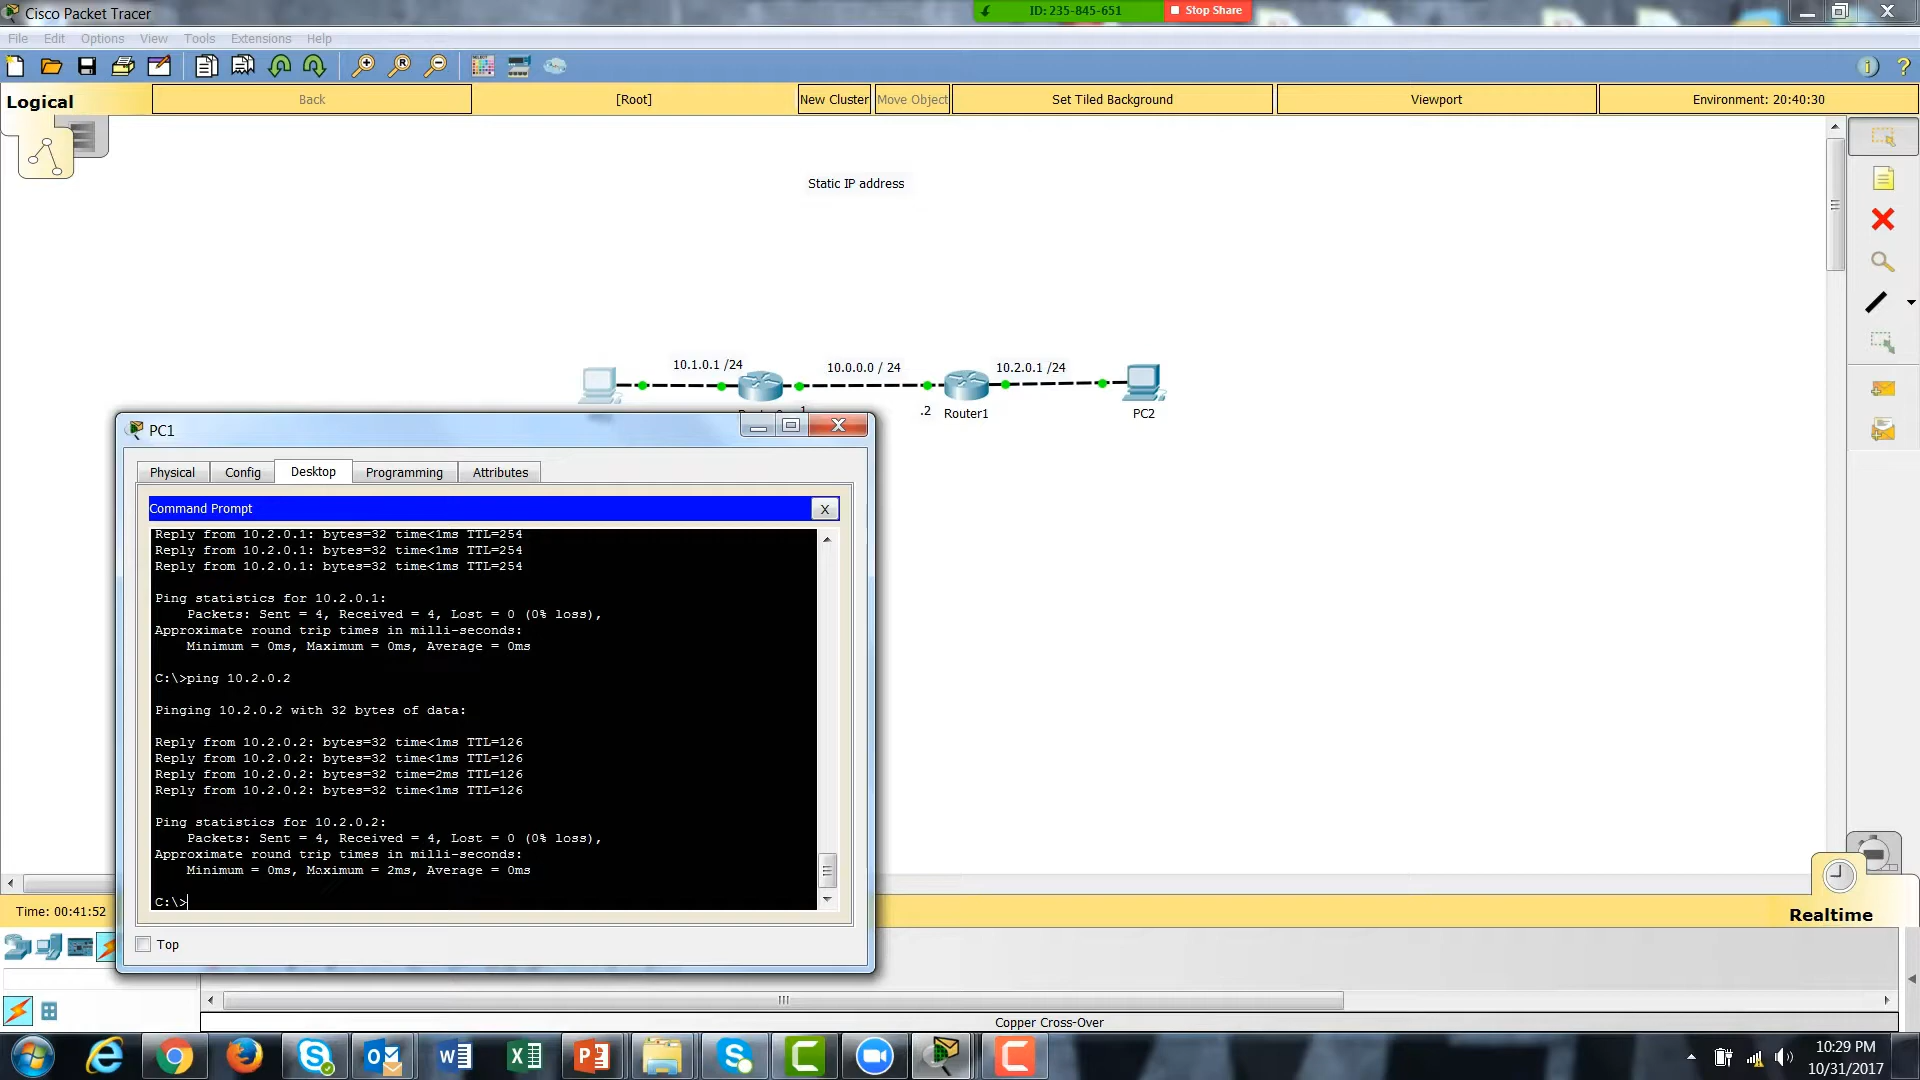 Cisco Packet Tracer
ID: 235-845-651
Stop Share
File Edit Options View Tools Extensions Help
Logical
Back
[Root]
New Cluster
Move Object
Set Tiled Background
Viewport
Environment: 20:40:30
Static IP address
10.1.0.1 /24
10.0.0.0 / 24
10.2.0.1 /24
.2
Router1
PC2
PC1
Physical
Config
Desktop
Programming
Attributes
Command Prompt
X
Reply from 10.2.0.1: bytes=32 time<1ms TTL=254
Reply from 10.2.0.1: bytes=32 time<1ms TTL=254
Reply from 10.2.0.1: bytes=32 time<1ms TTL=254
Ping statistics for 10.2.0.1:
Packets: Sent = 4, Received = 4, Lost = 0 (0% loss),
Approximate round trip times in milli-seconds:
Minimum = 0ms, Maximum = 0ms, Average = 0ms
C:\>ping 10.2.0.2
Pinging 10.2.0.2 with 32 bytes of data:
Reply from 10.2.0.2: bytes=32 time<1ms TTL=126
Reply from 10.2.0.2: bytes=32 time<1ms TTL=126
Reply from 10.2.0.2: bytes=32 time=2ms TTL=126
Reply from 10.2.0.2: bytes=32 time<1ms TTL=126
Ping statistics for 10.2.0.2:
Packets: Sent = 4, Received = 4, Lost = 0 (0% loss),
Approximate round trip times in milli-seconds:
Minimum = 0ms, Maximum = 2ms, Average = 0ms
C:\>
Top
Time: 00:41:52
Realtime
Copper Cross-Over
10:29 PM
10/31/2017